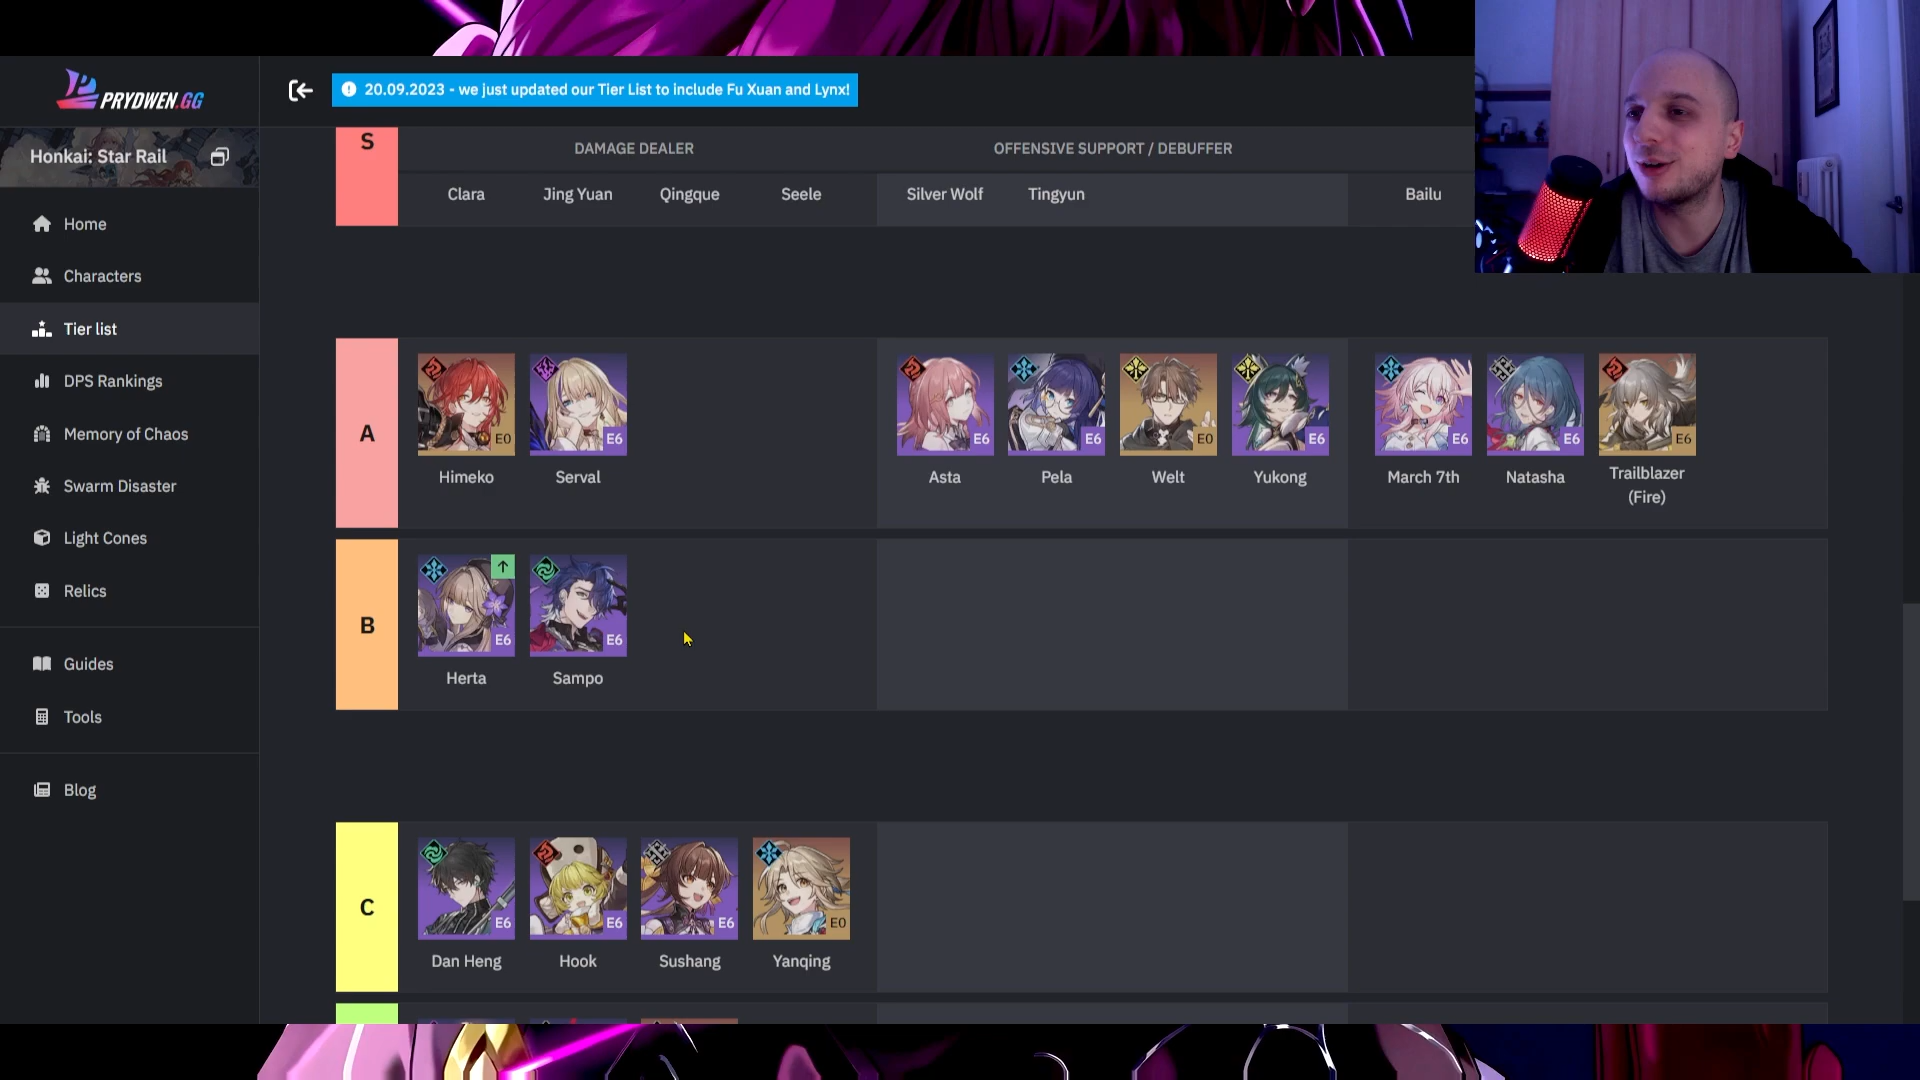 PRYDWEN.GG
20.09.2023 - we just updated our Tier List to include Fu Xuan and Lynx!
Honkai: Star Rail
Home
Characters
Tier list
DPS Rankings
Memory of Chaos
Swarm Disaster
Light Cones
Relics
Guides
Tools
Blog
S
DAMAGE DEALER
OFFENSIVE SUPPORT / DEBUFFER
Clara
Jing Yuan
Qingque
Seele
Silver Wolf
Tingyun
Bailu
A
E0
E6
E6
E6
E0
E6
E6
E6
E6
Himeko
Serval
Asta
Pela
Welt
Yukong
March 7th
Natasha
Trailblazer
(Fire)
B
E6
E6
Herta
Sampo
C
E6
E6
E6
E0
Dan Heng
Hook
Sushang
Yanqing